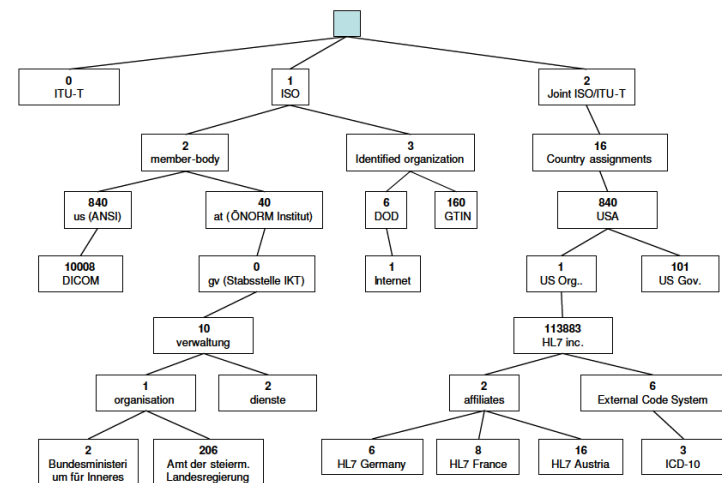 0
ITU-T
1
ISO
2
Joint ISO/ITU-T
2
member-body
3
Identified organization
16
Country assignments
840
us (ANSI)
40
at (ÖNORM Institut)
6
DOD
160
GTIN
840
USA
10008
DICOM
0
gv (Stabsstelle IKT)
1
Internet
1
US Org..
101
US Gov.
10
verwaltung
113883
HL7 inc.
1
organisation
2
dienste
2
affiliates
6
External Code System
2
Bundesministeri
um für Inneres
206
Amt der steierm.
Landesregierung
6
HL7 Germany
8
HL7 France
16
HL7 Austria
3
ICD-10